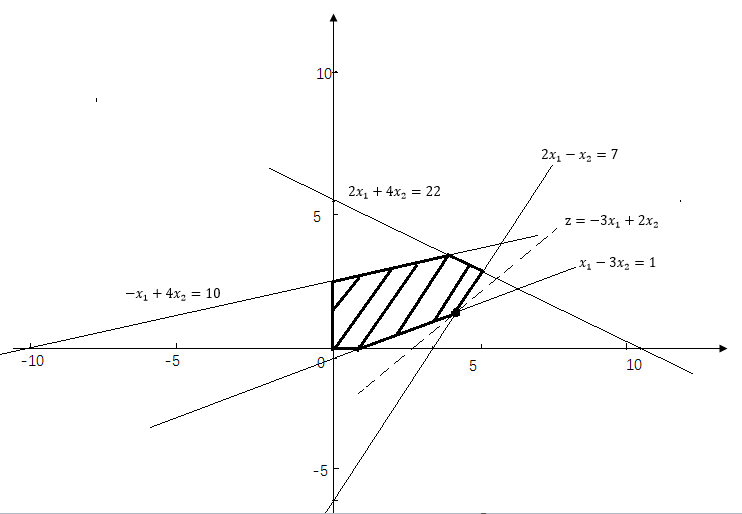 10
2x₁ − x₂ = 7
2x₁ + 4x₂ = 22
5
z = −3x₁ + 2x₂
x₁ − 3x₂ = 1
−x₁ + 4x₂ = 10
-10
-5
0
5
10
-5